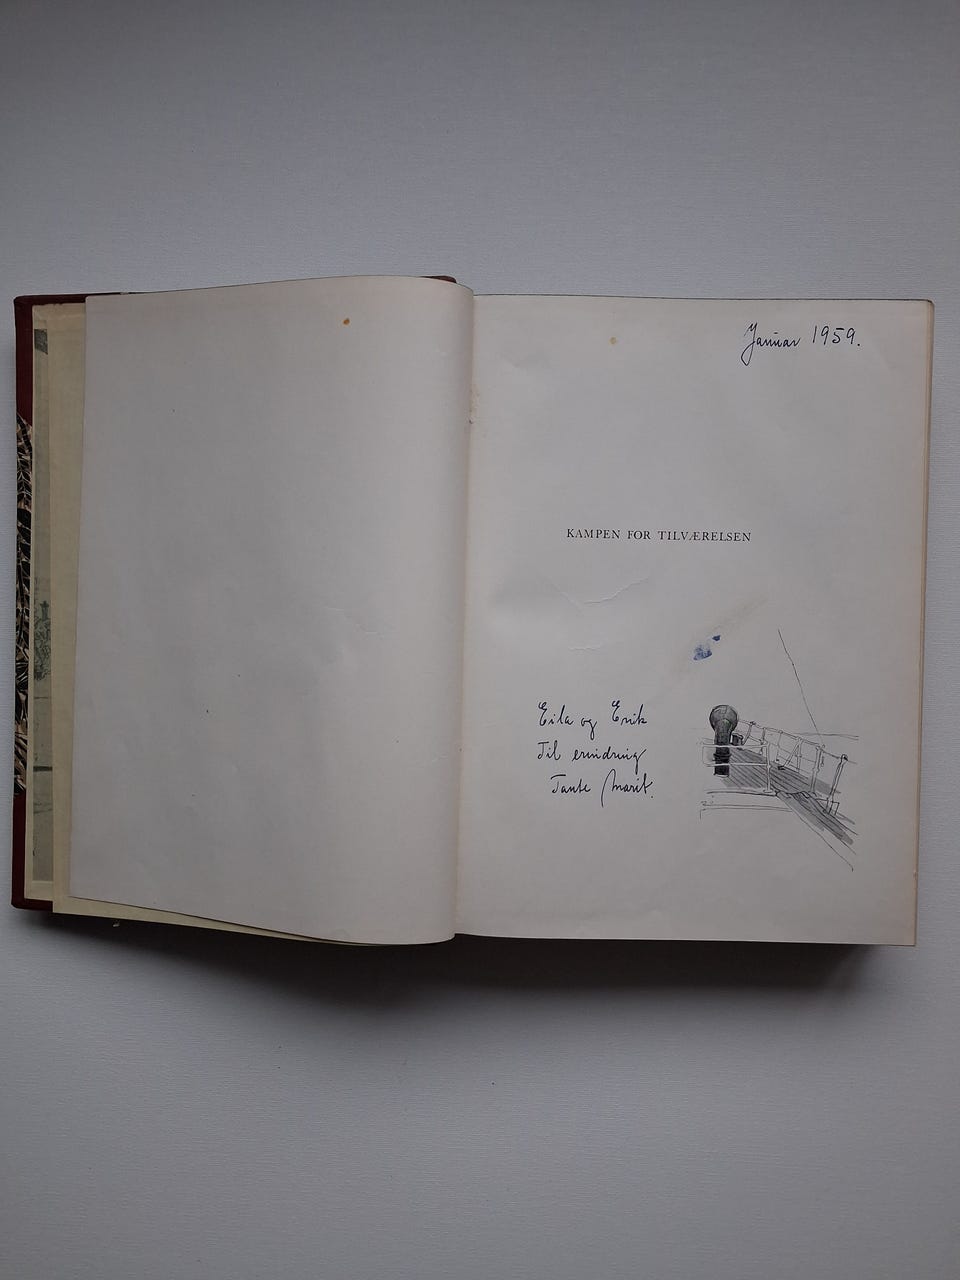 Januar 1959.
KAMPEN FOR TILVÆRELSEN
Eila og Erik
Til erindring
Tante Marit.